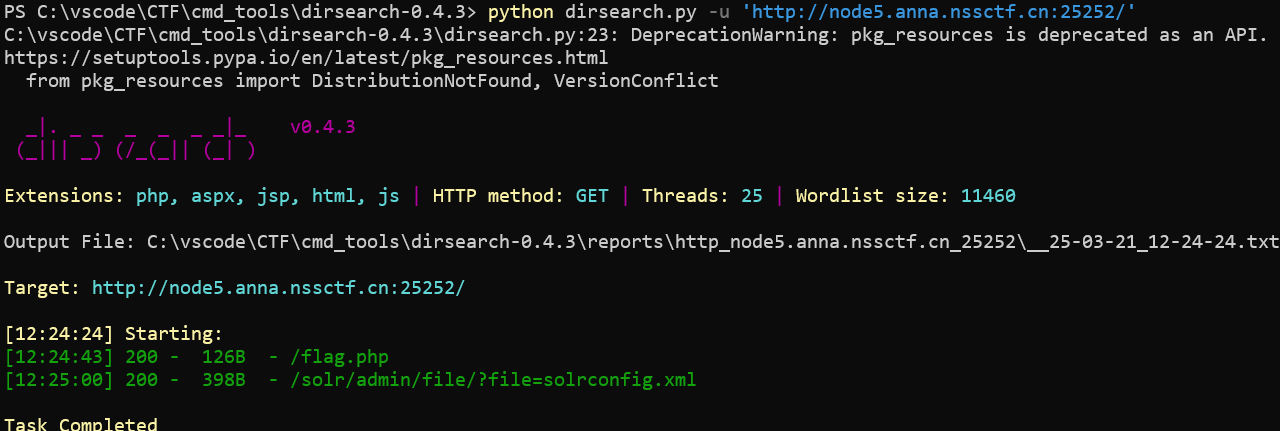 PS C:\vscode\CTF\cmd_tools\dirsearch-0.4.3> python dirsearch.py -u 'http://node5.anna.nssctf.cn:25252/'
C:\vscode\CTF\cmd_tools\dirsearch-0.4.3\dirsearch.py:23: DeprecationWarning: pkg_resources is deprecated as an API.
https://setuptools.pypa.io/en/latest/pkg_resources.html
  from pkg_resources import DistributionNotFound, VersionConflict
  _|. _ _  _  _  _ _|_    v0.4.3
 (_||| _) (/_(_|| (_| )
Extensions: php, aspx, jsp, html, js | HTTP method: GET | Threads: 25 | Wordlist size: 11460
Output File: C:\vscode\CTF\cmd_tools\dirsearch-0.4.3\reports\http_node5.anna.nssctf.cn_25252\__25-03-21_12-24-24.txt
Target: http://node5.anna.nssctf.cn:25252/
[12:24:24] Starting:
[12:24:43] 200 -  126B  - /flag.php
[12:25:00] 200 -  398B  - /solr/admin/file/?file=solrconfig.xml
Task Completed